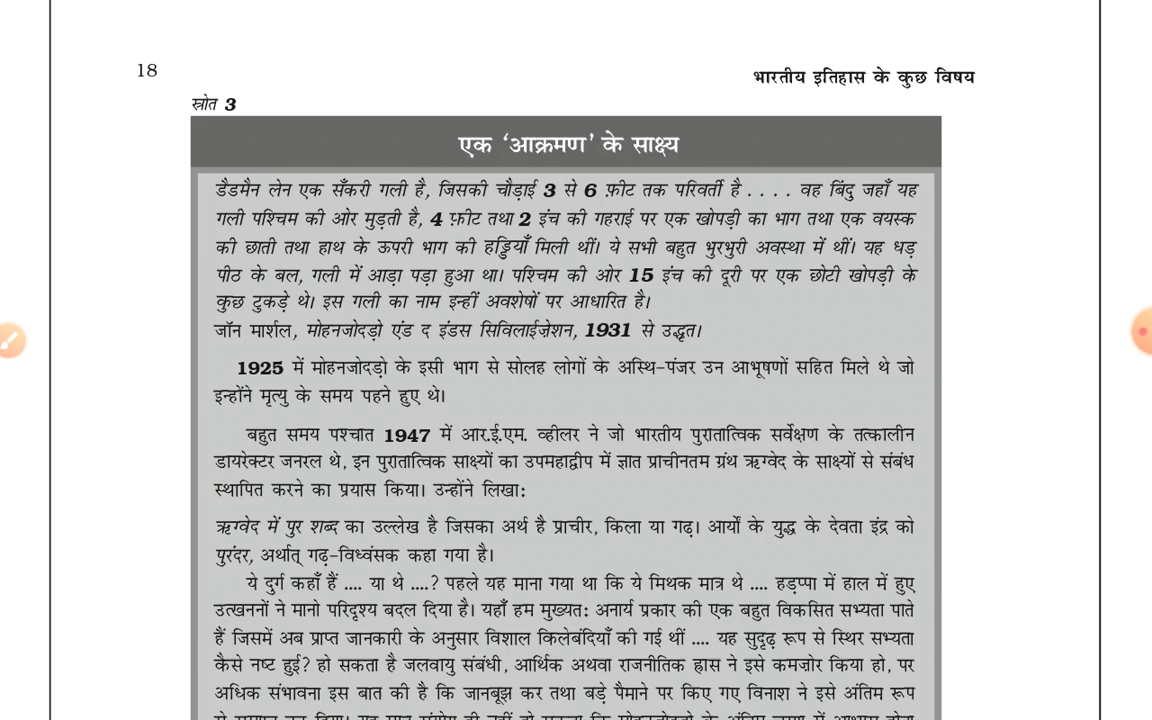 18
भारतीय इतिहास के कुछ विषय
स्रोत 3
एक ‘आक्रमण’ के साक्ष्य
डैडमैन लेन एक सँकरी गली है, जिसकी चौड़ाई 3 से 6 फ़ीट तक परिवर्ती है . . . . वह बिंदु जहाँ यह
गली पश्चिम की ओर मुड़ती है, 4 फ़ीट तथा 2 इंच की गहराई पर एक खोपड़ी का भाग तथा एक वयस्क
की छाती तथा हाथ के ऊपरी भाग की हड्डियाँ मिली थीं। ये सभी बहुत भुरभुरी अवस्था में थीं। यह धड़
पीठ के बल, गली में आड़ा पड़ा हुआ था। पश्चिम की ओर 15 इंच की दूरी पर एक छोटी खोपड़ी के
कुछ टुकड़े थे। इस गली का नाम इन्हीं अवशेषों पर आधारित है।
जॉन मार्शल, मोहनजोदड़ो एंड द इंडस सिविलाईज़ेशन, 1931 से उद्धृत।
1925 में मोहनजोदड़ो के इसी भाग से सोलह लोगों के अस्थि-पंजर उन आभूषणों सहित मिले थे जो
इन्होंने मृत्यु के समय पहने हुए थे।
बहुत समय पश्चात 1947 में आर.ई.एम. व्हीलर ने जो भारतीय पुरातात्विक सर्वेक्षण के तत्कालीन
डायरेक्टर जनरल थे, इन पुरातात्विक साक्ष्यों का उपमहाद्वीप में ज्ञात प्राचीनतम ग्रंथ ऋग्वेद के साक्ष्यों से संबंध
स्थापित करने का प्रयास किया। उन्होंने लिखा:
ऋग्वेद में पुर शब्द का उल्लेख है जिसका अर्थ है प्राचीर, किला या गढ़। आर्यों के युद्ध के देवता इंद्र को
पुरंदर, अर्थात् गढ़-विध्वंसक कहा गया है।
ये दुर्ग कहाँ हैं .... या थे ....? पहले यह माना गया था कि ये मिथक मात्र थे .... हड़प्पा में हाल में हुए
उत्खननों ने मानो परिदृश्य बदल दिया है। यहाँ हम मुख्यत: अनार्य प्रकार की एक बहुत विकसित सभ्यता पाते
हैं जिसमें अब प्राप्त जानकारी के अनुसार विशाल किलेबंदियाँ की गई थीं .... यह सुदृढ़ रूप से स्थिर सभ्यता
कैसे नष्ट हुई? हो सकता है जलवायु संबंधी, आर्थिक अथवा राजनीतिक ह्रास ने इसे कमज़ोर किया हो, पर
अधिक संभावना इस बात की है कि जानबूझ कर तथा बड़े पैमाने पर किए गए विनाश ने इसे अंतिम रूप